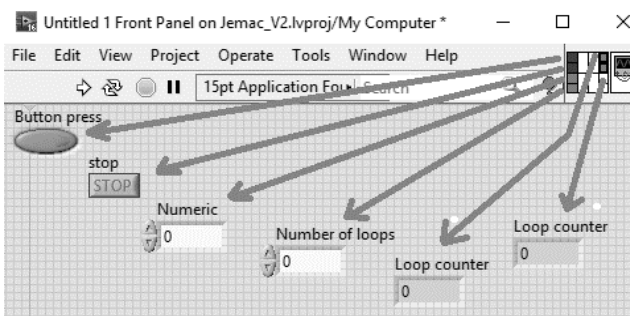 Untitled 1 Front Panel on Jemac_V2.lvproj/My Computer *
File Edit View Project Operate Tools Window Help
15pt Application Fou Search
Button press
stop
STOP
Numeric
0
Number of loops
0
Loop counter
0
Loop counter
0